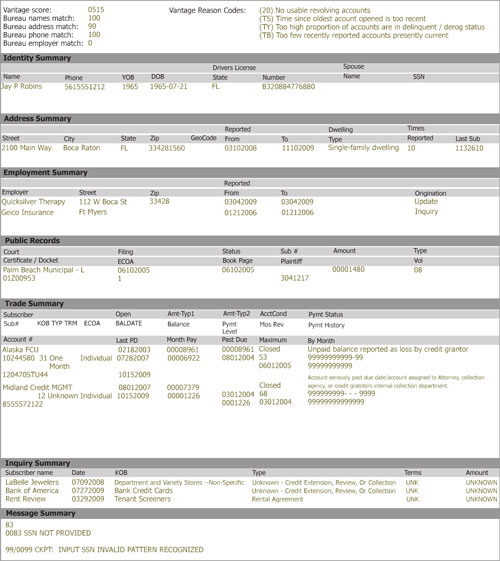 Vantage score: 0515 Vantage Reason Codes: (20) No usable revolving accounts
Bureau names match: 100 (TS) Time since oldest acount opened is too recent
Bureau address match: 90 (TY) Too high proportion of accounts are in delinquent / derog status
Bureau phone match: 100 (TB) Too few recently reported accounts presently current
Bureau employer match: 0
Identity Summary
Drivers License Spouse
Name Phone YOB DOB State Number Name SSN
Jay P Robins 5615551212 1965 1965-07-21 FL B320884776880
Address Summary
Reported Dwelling Times
Street City State Zip GeoCode From To Type Reported Last Sub
2100 Main Way Boca Raton FL 334281560 03102008 11102009 Single-family dwelling 10 1132610
Employment Summary
Reported
Employer Street Zip From To Origination
Quicksilver Therapy 112 W Boca St 33428 03042009 03042009 Update
Geico Insurance Ft Myers 01212006 01212006 Inquiry
Public Records
Court Filing Status Sub # Amount Type
Certificate / Docket ECOA Book Page Plaintiff Vol
Palm Beach Municipal - L 06102005 06102005 00001480 08
01Z00953 1 3041217
Trade Summary
Subscriber Open Amt-Typ1 Amt-Typ2 AcctCond Pymt Status
Sub# KOB TYP TRM ECOA BALDATE Balance Pymt Level Mos Rev Pymt History
Account # Last PD Month Pay Past Due Maximum By Month
Alaska FCU 02182003 00008961 00008961 Closed Unpaid balance reported as loss by credit grantor
10244580 31 One Month Individual 07282007 00006922 08012004 53 99999999999-99
120470STU44 10152009 06012005 9999999999999
Midland Credit MGMT 08012007 00007379 Closed Account seriously past due date/account assigned to Attorney, collection agency, or credit grantors internal collection department.
12 Unknown Individual 10152009 00001226 03012004 68 999999999- - - 9999
8555572122 0001226 03012004 9999999999999
Inquiry Summary
Subscriber name Date KOB Type Terms Amount
LaBelle Jewelers 07092008 Department and Variety Stores --Non-Specific Unknown - Credit Extension, Review, Or Collection UNK UNKNOWN
Bank of America 07272009 Bank Credit Cards Unknown - Credit Extension, Review, Or Collection UNK UNKNOWN
Rent Review 03292009 Tenant Screeners Rental Agreement UNK UNKNOWN
Message Summary
83
0083 SSN NOT PROVIDED
99/0099 CKPT: INPUT SSN INVALID PATTERN RECOGNIZED